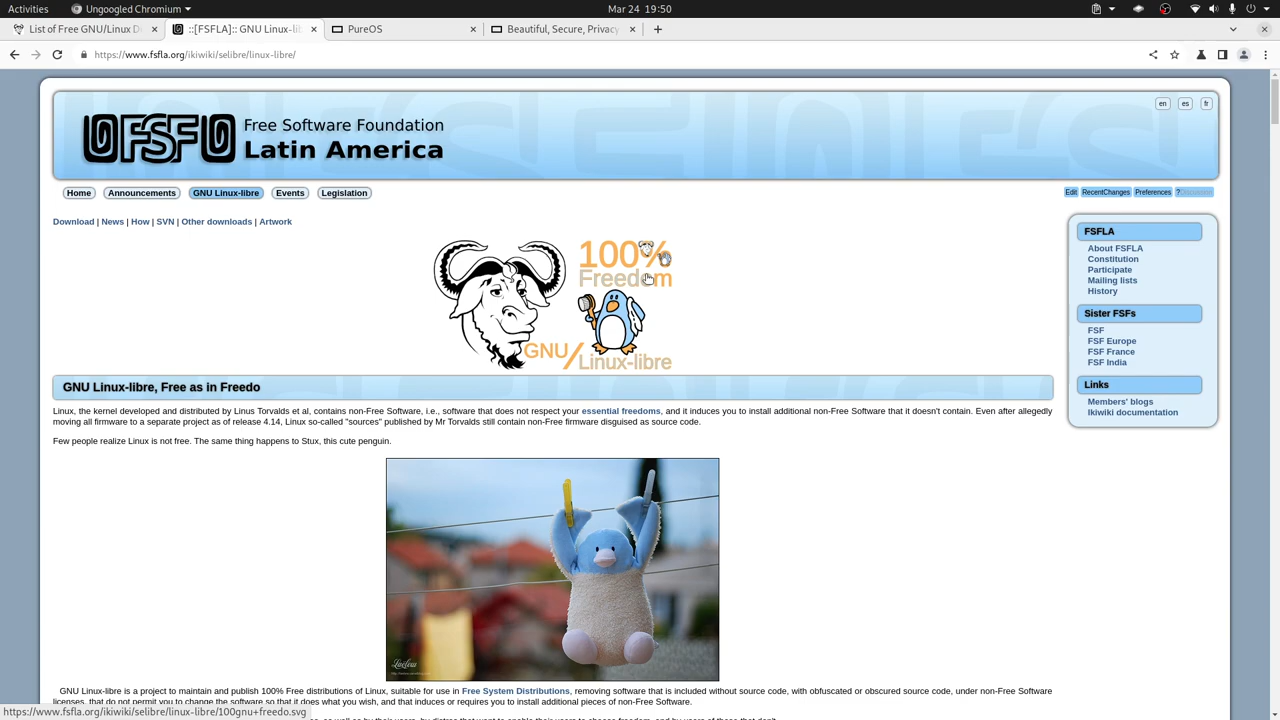 Activities Ungoogled Chromium Mar 24 19:50
List of Free GNU/Linux D ::[FSFLA]:: GNU Linux-li PureOS Beautiful, Secure, Privacy
https://www.fsfla.org/ikiwiki/selibre/linux-libre/
en es fr
FSFLA Free Software Foundation
Latin America
Home Announcements GNU Linux-libre Events Legislation Edit RecentChanges Preferences ?Discussion
Download | News | How | SVN | Other downloads | Artwork
100%
Freedom
GNU/Linux-libre
GNU Linux-libre, Free as in Freedo
Linux, the kernel developed and distributed by Linus Torvalds et al, contains non-Free Software, i.e., software that does not respect your essential freedoms, and it induces you to install additional non-Free Software that it doesn't contain. Even after allegedly
moving all firmware to a separate project as of release 4.14, Linux so-called "sources" published by Mr Torvalds still contain non-Free firmware disguised as source code.
Few people realize Linux is not free. The same thing happens to Stux, this cute penguin.
GNU Linux-libre is a project to maintain and publish 100% Free distributions of Linux, suitable for use in Free System Distributions, removing software that is included without source code, with obfuscated or obscured source code, under non-Free Software
licenses, that do not permit you to change the software so that it does what you wish, and that induces or requires you to install additional pieces of non-Free Software.
https://www.fsfla.org/ikiwiki/selibre/linux-libre/100gnu+freedo.svg
FSFLA
About FSFLA
Constitution
Participate
Mailing lists
History
Sister FSFs
FSF
FSF Europe
FSF France
FSF India
Links
Members' blogs
Ikiwiki documentation